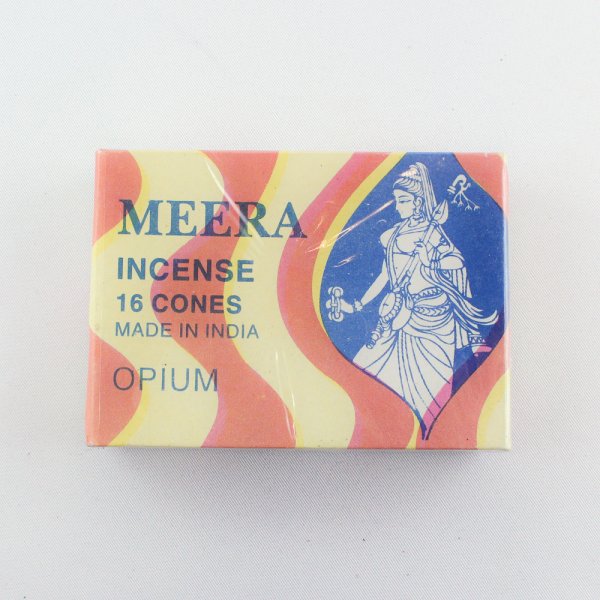 MEERA
INCENSE
16 CONES
MADE IN INDIA
OPIUM